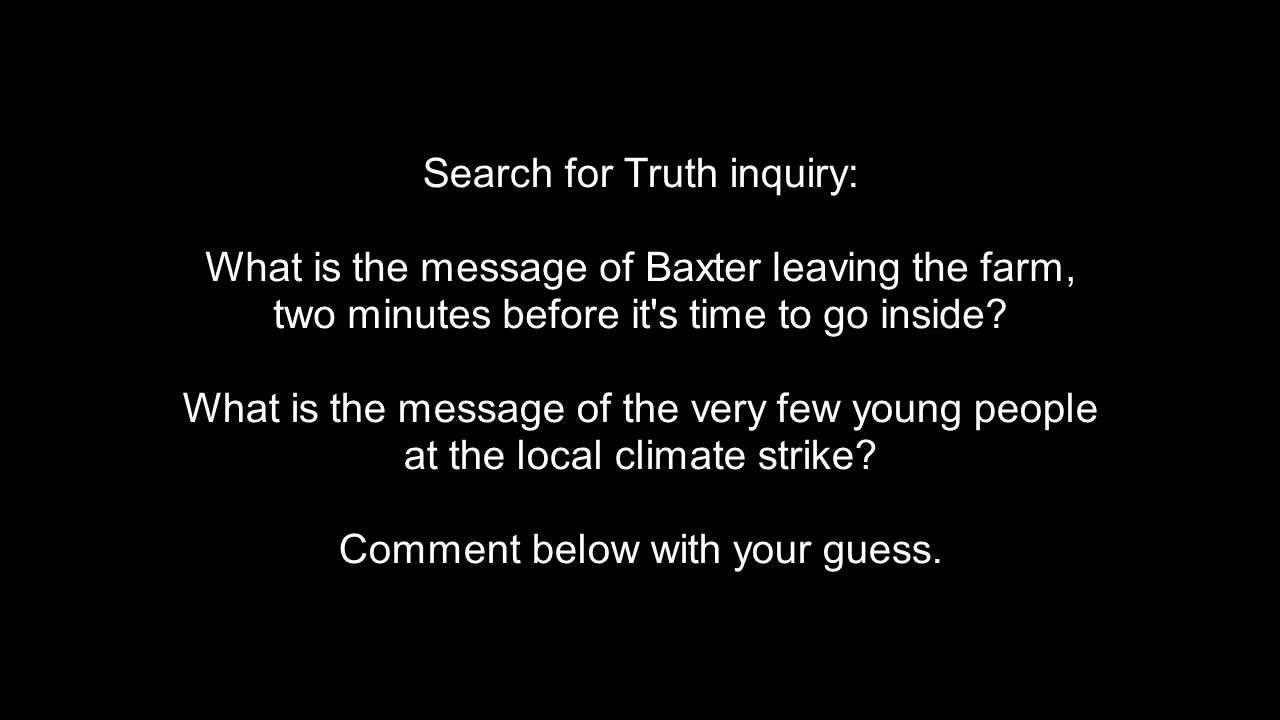 Search for Truth inquiry:
What is the message of Baxter leaving the farm,
two minutes before it's time to go inside?
What is the message of the very few young people
at the local climate strike?
Comment below with your guess.